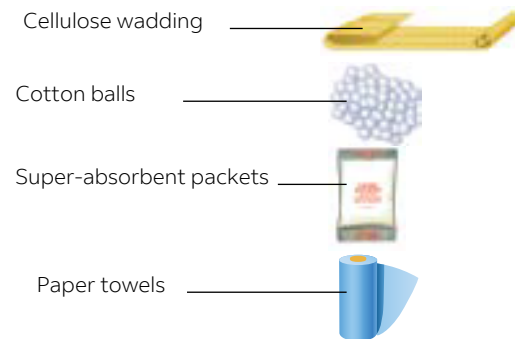 Cellulose wadding
Cotton balls
Super-absorbent packets
Paper towels